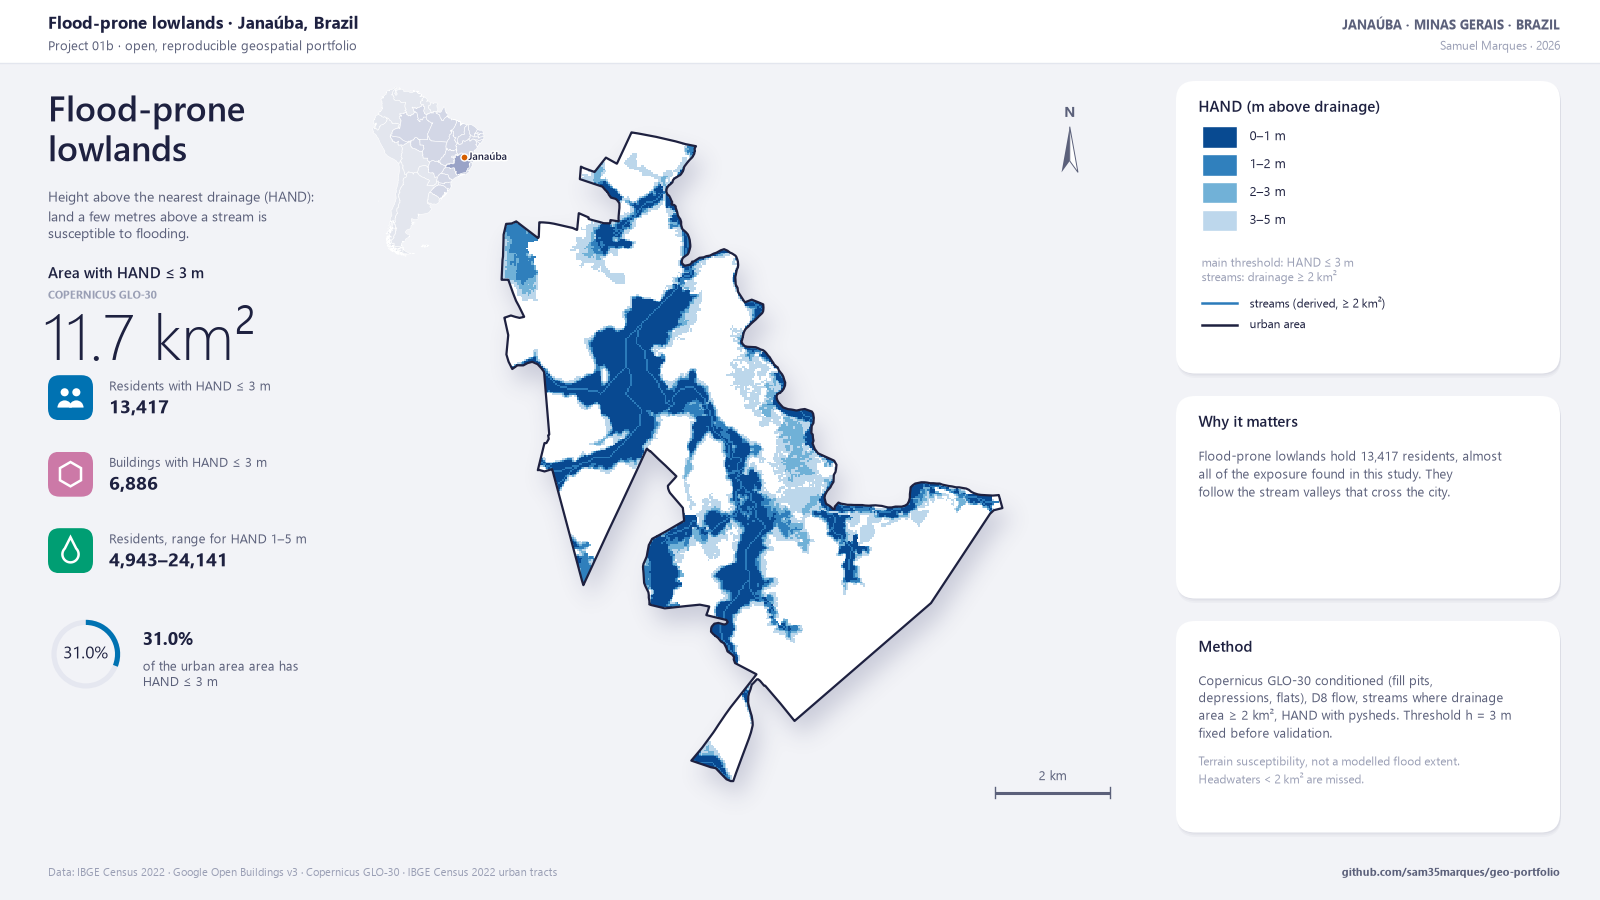 Flood-prone lowlands · Janaúba, Brazil
Project 01b · open, reproducible geospatial portfolio
JANAÚBA · MINAS GERAIS · BRAZIL
Samuel Marques · 2026
Flood-prone
lowlands
Height above the nearest drainage (HAND):
land a few metres above a stream is
susceptible to flooding.
Area with HAND ≤ 3 m
COPERNICUS GLO-30
11.7 km²
Residents with HAND ≤ 3 m
13,417
Buildings with HAND ≤ 3 m
6,886
Residents, range for HAND 1–5 m
4,943–24,141
31.0%
31.0%
of the urban area area has
HAND ≤ 3 m
Janaúba
N
2 km
HAND (m above drainage)
0–1 m
1–2 m
2–3 m
3–5 m
main threshold: HAND ≤ 3 m
streams: drainage ≥ 2 km²
streams (derived, ≥ 2 km²)
urban area
Why it matters
Flood-prone lowlands hold 13,417 residents, almost
all of the exposure found in this study. They
follow the stream valleys that cross the city.
Method
Copernicus GLO-30 conditioned (fill pits,
depressions, flats), D8 flow, streams where drainage
area ≥ 2 km², HAND with pysheds. Threshold h = 3 m
fixed before validation.
Terrain susceptibility, not a modelled flood extent.
Headwaters < 2 km² are missed.
Data: IBGE Census 2022 · Google Open Buildings v3 · Copernicus GLO-30 · IBGE Census 2022 urban tracts
github.com/sam35marques/geo-portfolio